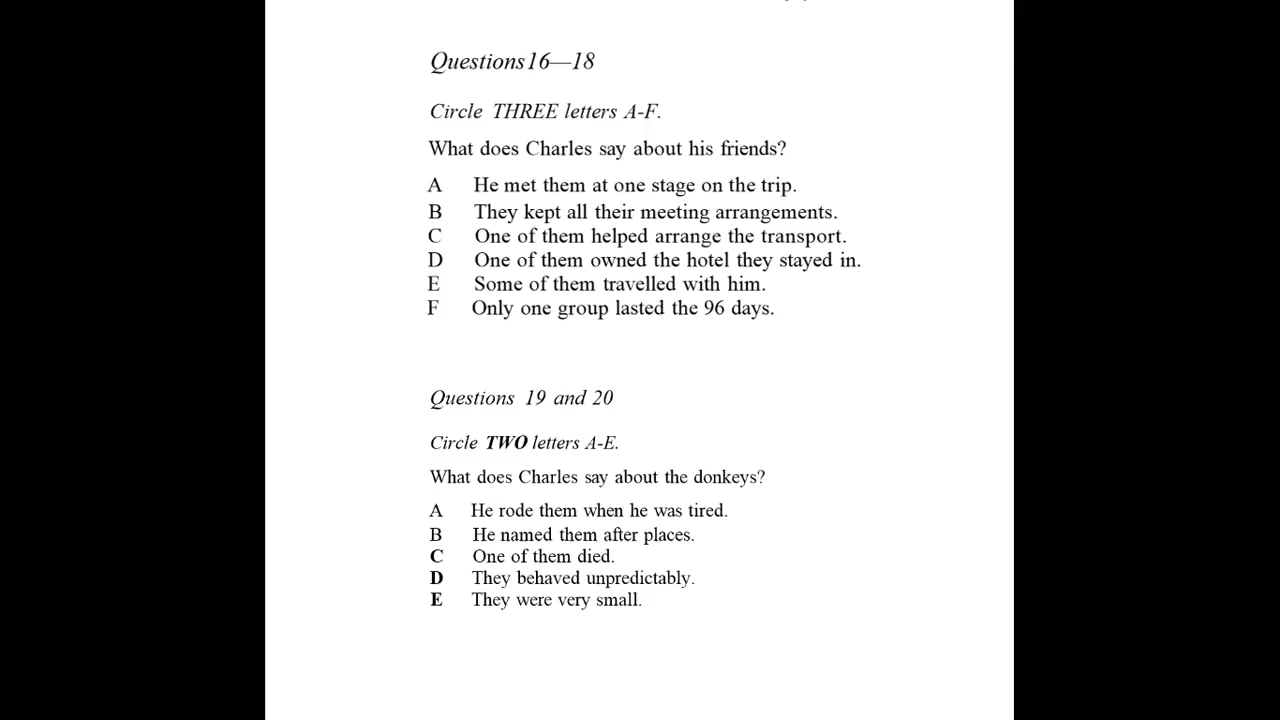 Questions 16—18
Circle THREE letters A-F.
What does Charles say about his friends?
A He met them at one stage on the trip.
B They kept all their meeting arrangements.
C One of them helped arrange the transport.
D One of them owned the hotel they stayed in.
E Some of them travelled with him.
F Only one group lasted the 96 days.
Questions 19 and 20
Circle TWO letters A-E.
What does Charles say about the donkeys?
A He rode them when he was tired.
B He named them after places.
C One of them died.
D They behaved unpredictably.
E They were very small.